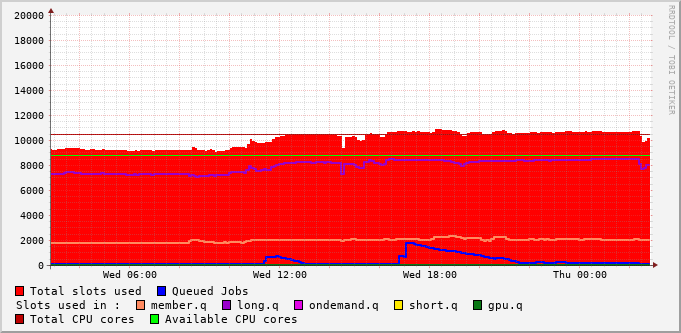 20000
18000
16000
14000
12000
10000
8000
6000
4000
2000
0
Wed 06:00 Wed 12:00 Wed 18:00 Thu 00:00
Total slots used Queued Jobs
Slots used in : member.q long.q ondemand.q short.q gpu.q
Total CPU cores Available CPU cores
RRDTOOL / TOBI OETIKER